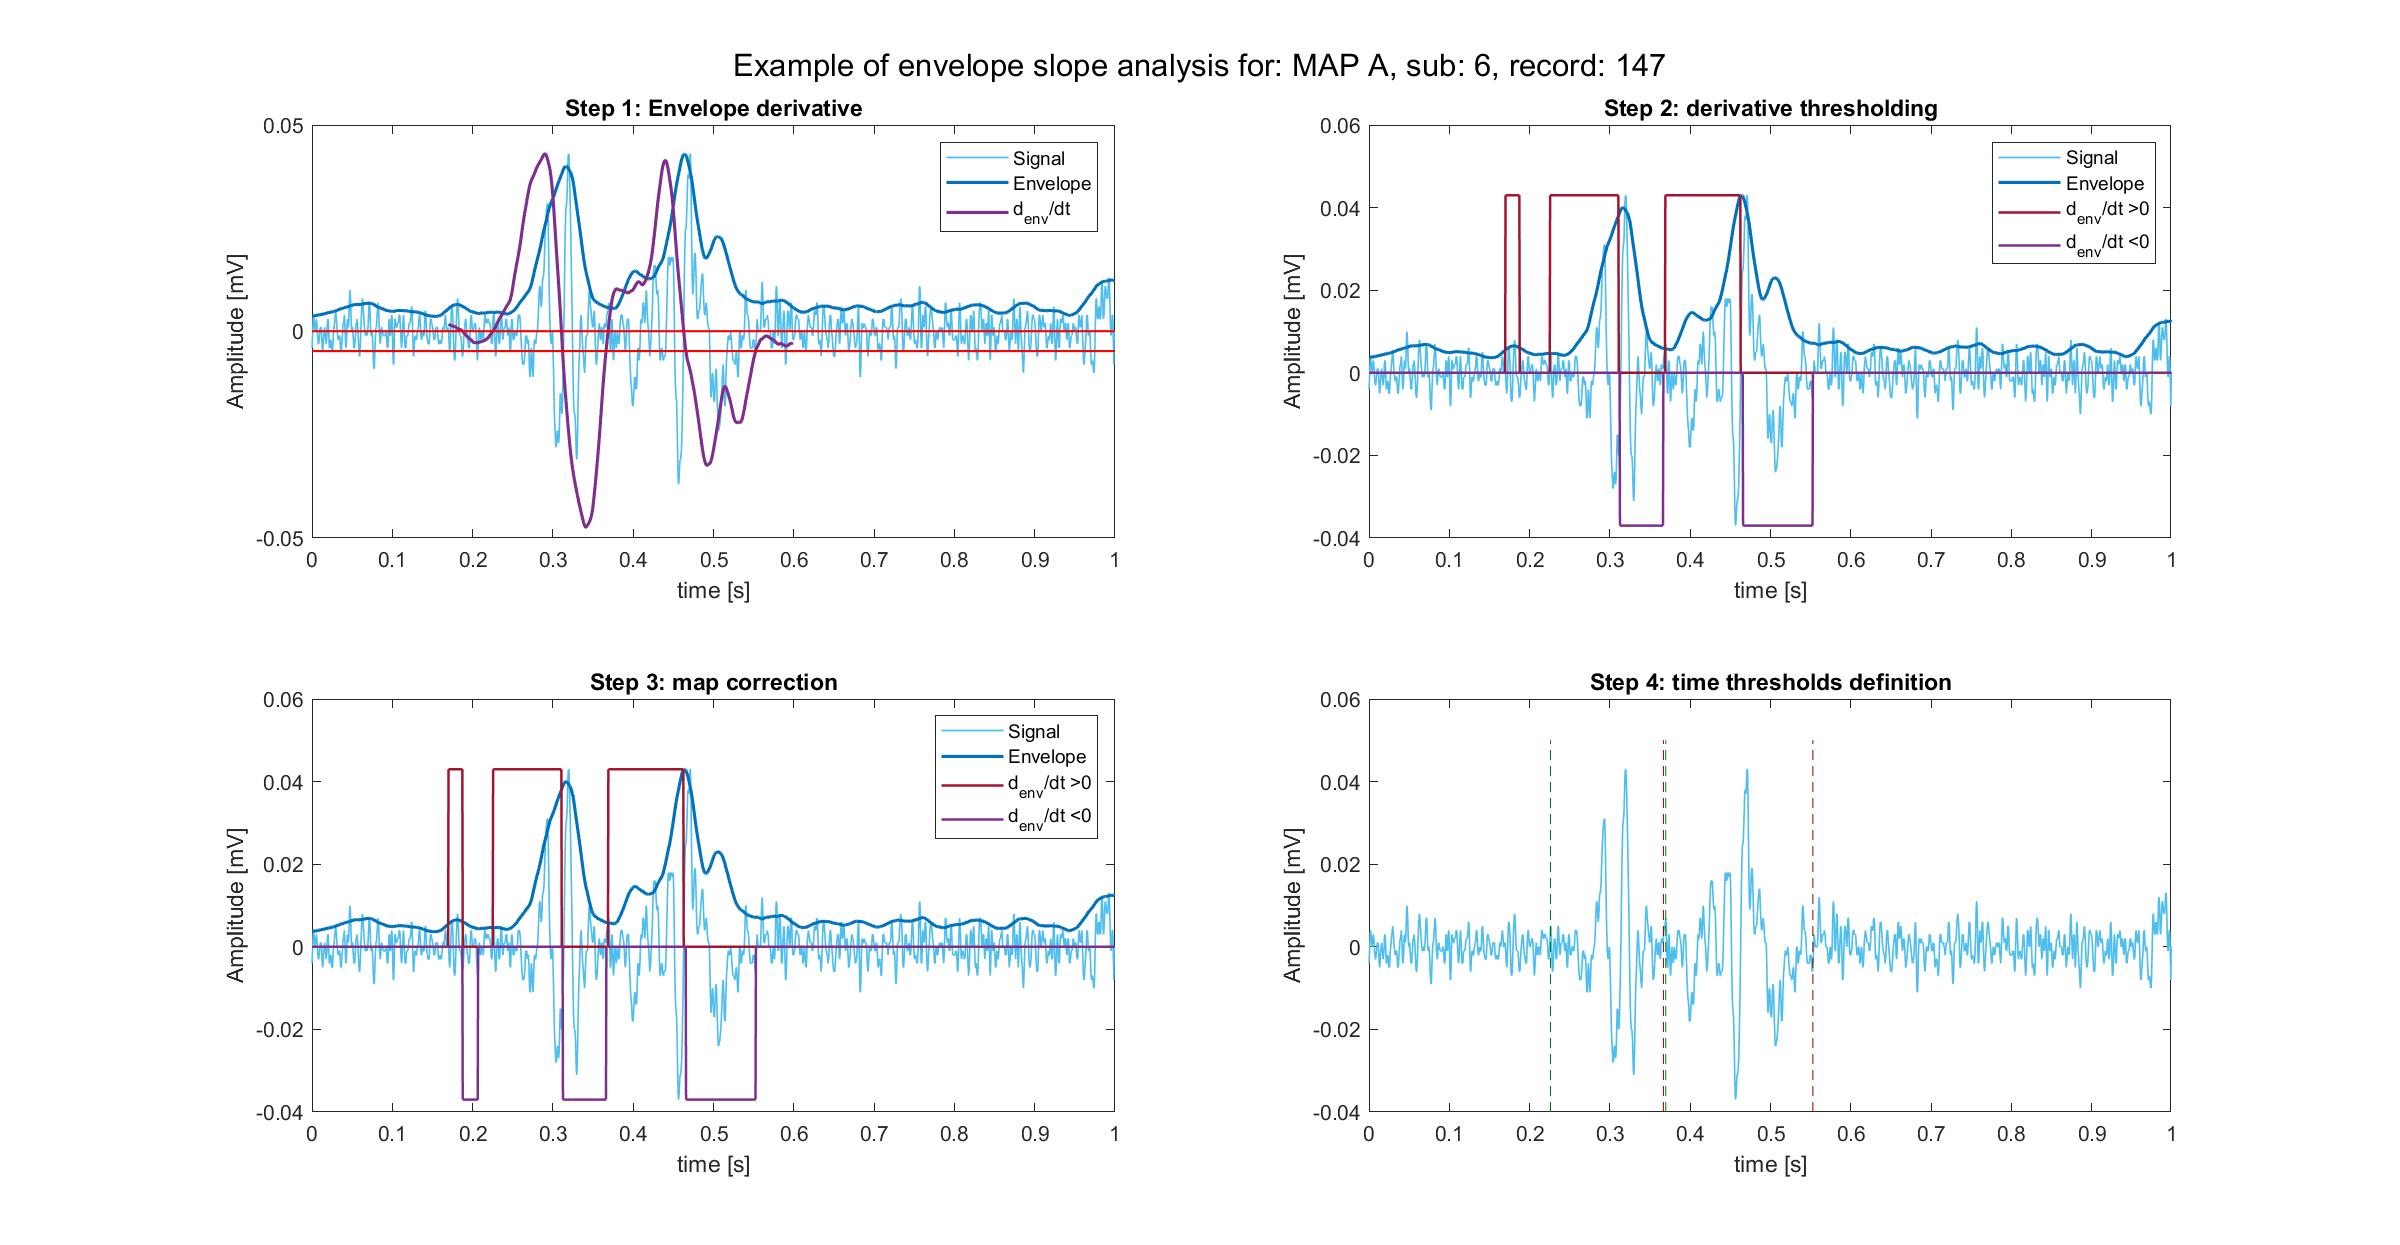 Example of envelope slope analysis for: MAP A, sub: 6, record: 147
Step 1: Envelope derivative
0.05
0
-0.05
Amplitude [mV]
0 0.1 0.2 0.3 0.4 0.5 0.6 0.7 0.8 0.9 1
time [s]
Signal
Envelope
d_env/dt
Step 2: derivative thresholding
0.06
0.04
0.02
0
-0.02
-0.04
Amplitude [mV]
0 0.1 0.2 0.3 0.4 0.5 0.6 0.7 0.8 0.9 1
time [s]
Signal
Envelope
d_env/dt >0
d_env/dt <0
Step 3: map correction
0.06
0.04
0.02
0
-0.02
-0.04
Amplitude [mV]
0 0.1 0.2 0.3 0.4 0.5 0.6 0.7 0.8 0.9 1
time [s]
Signal
Envelope
d_env/dt >0
d_env/dt <0
Step 4: time thresholds definition
0.06
0.04
0.02
0
-0.02
-0.04
Amplitude [mV]
0 0.1 0.2 0.3 0.4 0.5 0.6 0.7 0.8 0.9 1
time [s]